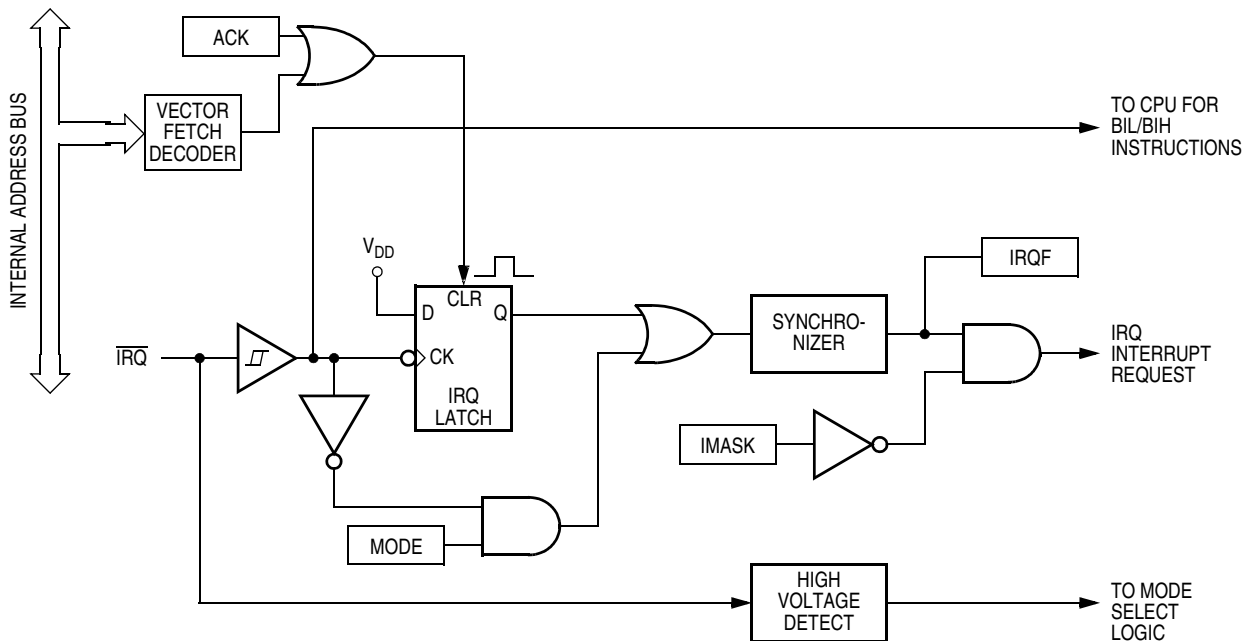 INTERNAL ADDRESS BUS
ACK
VECTOR
FETCH
DECODER
TO CPU FOR
BIL/BIH
INSTRUCTIONS
VDD
CLR
D
Q
CK
IRQ
LATCH
IRQ
SYNCHRO-
NIZER
IRQF
IRQ
INTERRUPT
REQUEST
IMASK
MODE
HIGH
VOLTAGE
DETECT
TO MODE
SELECT
LOGIC